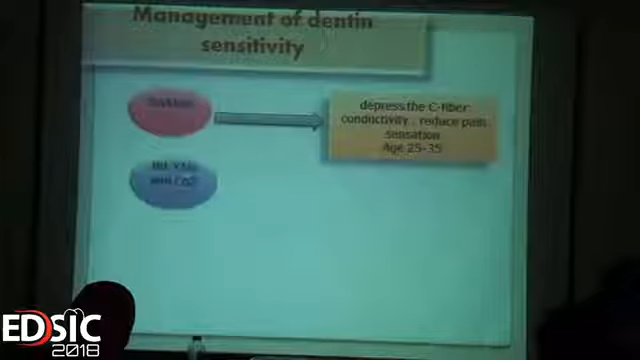 Management of dentin
sensitivity
depress the C-fiber
conductivity . reduce pain
sensation
Age 25-35
EDSIC
2018